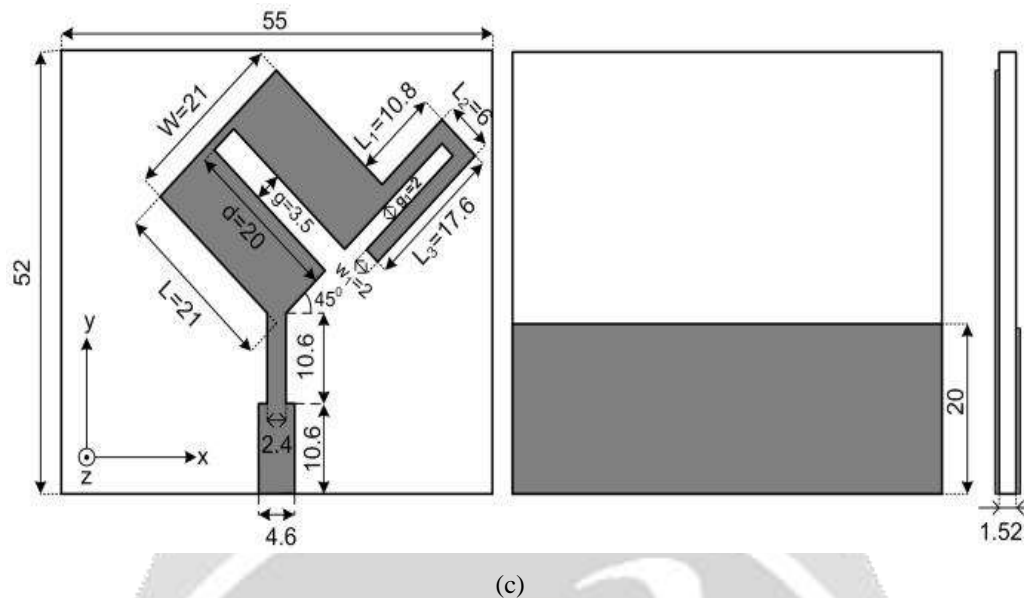 55
W=21
L₁=10.8
L₂=6
g=3.5
g₁=2
d=20
L₃=17.6
52
w₁=2
45⁰
L=21
y
10.6
20
2.4
10.6
x
z
4.6
1.52
(c)